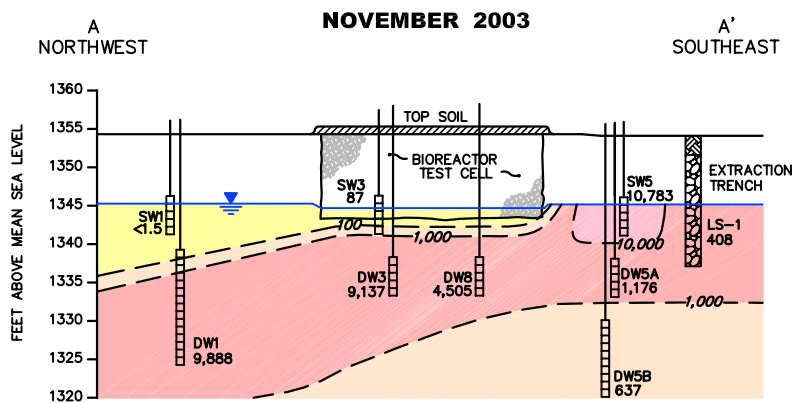 NOVEMBER 2003
A
NORTHWEST
A'
SOUTHEAST
FEET ABOVE MEAN SEA LEVEL
1360
1355
1350
1345
1340
1335
1330
1325
1320
TOP SOIL
BIOREACTOR
TEST CELL
SW1
<1.5
DW1
9,888
SW3
87
100
1,000
DW3
9,137
DW8
4,505
SW5
10,783
10,000
DW5A
1,176
DW5B
637
EXTRACTION
TRENCH
LS-1
408
1,000